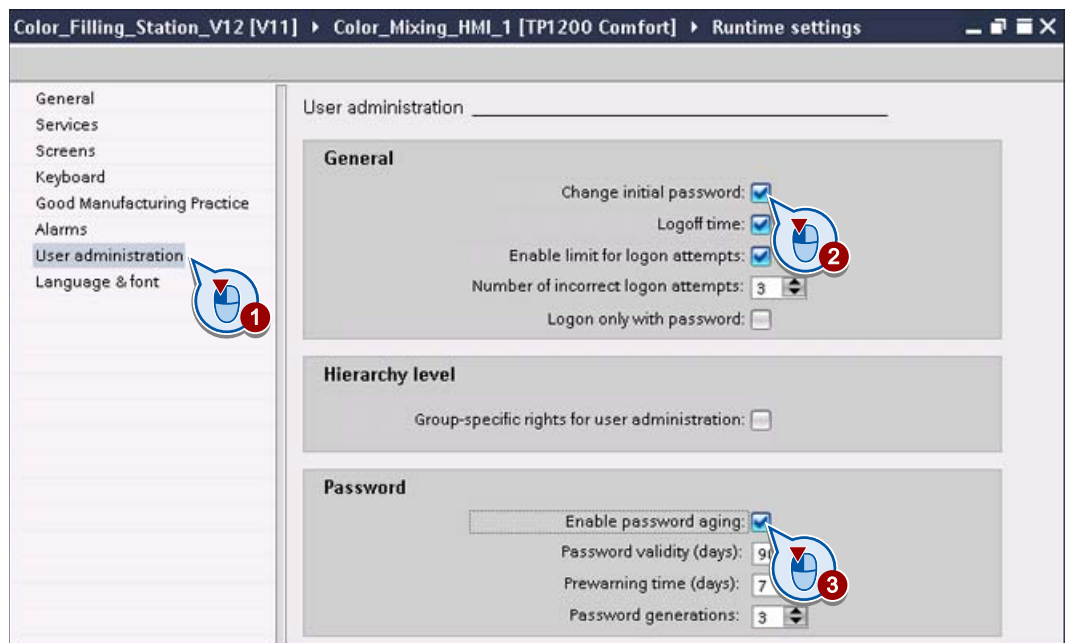 Color_Filling_Station_V12 [V11] ▸ Color_Mixing_HMI_1 [TP1200 Comfort] ▸ Runtime settings
General
Services
Screens
Keyboard
Good Manufacturing Practice
Alarms
User administration
Language & font
1
User administration
General
Change initial password:
Logoff time:
2
Enable limit for logon attempts:
Number of incorrect logon attempts: 3
Logon only with password:
Hierarchy level
Group-specific rights for user administration:
Password
Enable password aging:
Password validity (days):
Prewarning time (days): 7
3
Password generations: 3